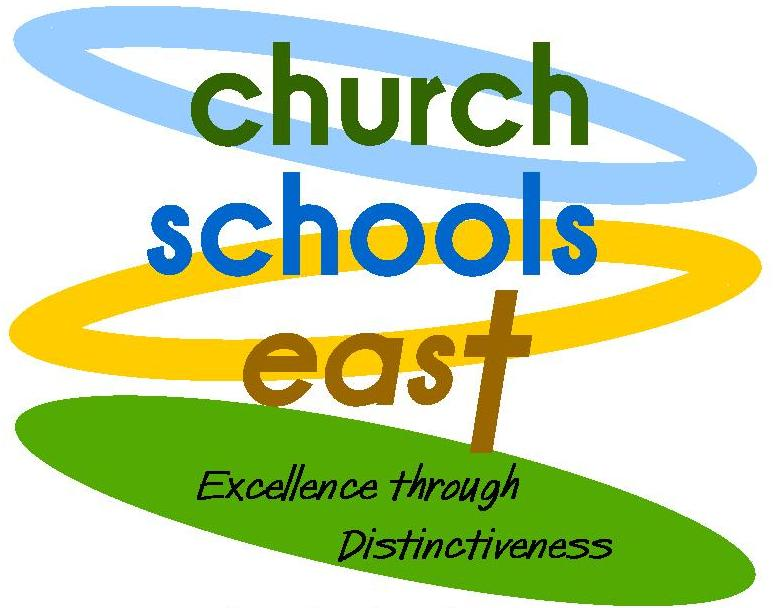 church
schools
east
Excellence through
Distinctiveness